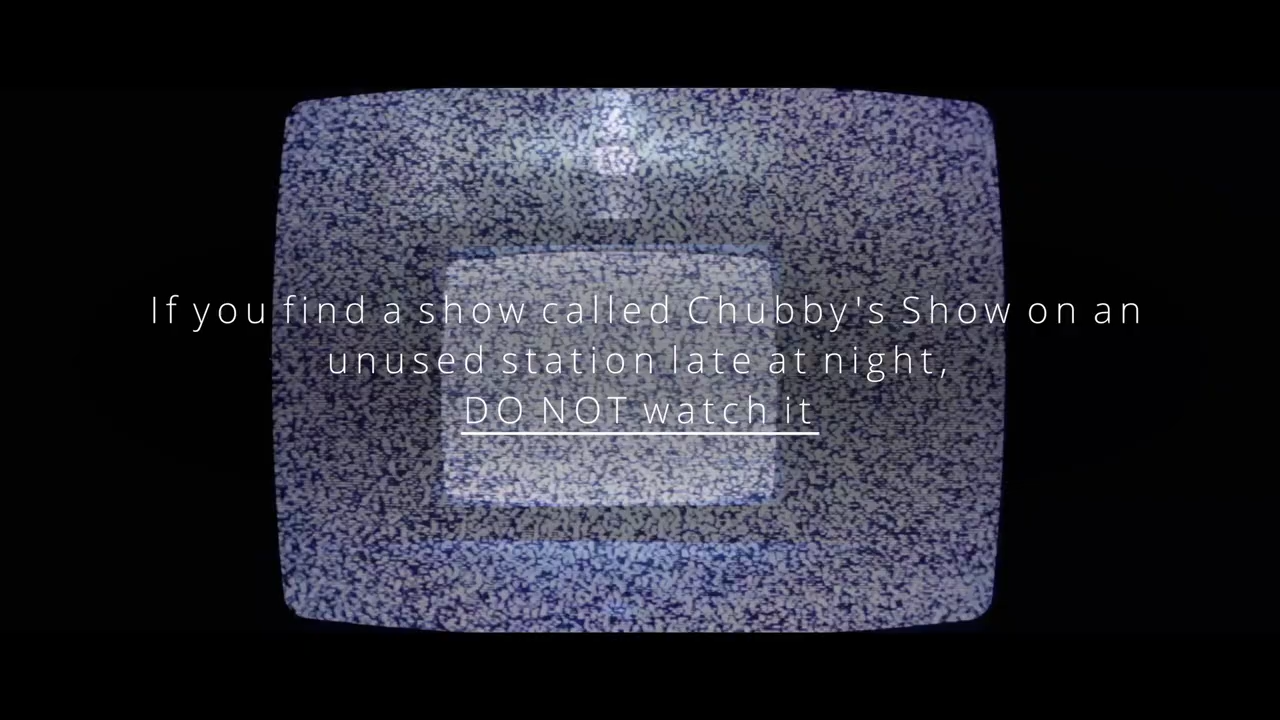 If you find a show called Chubby's Show on an
unused station late at night,
DO NOT watch it